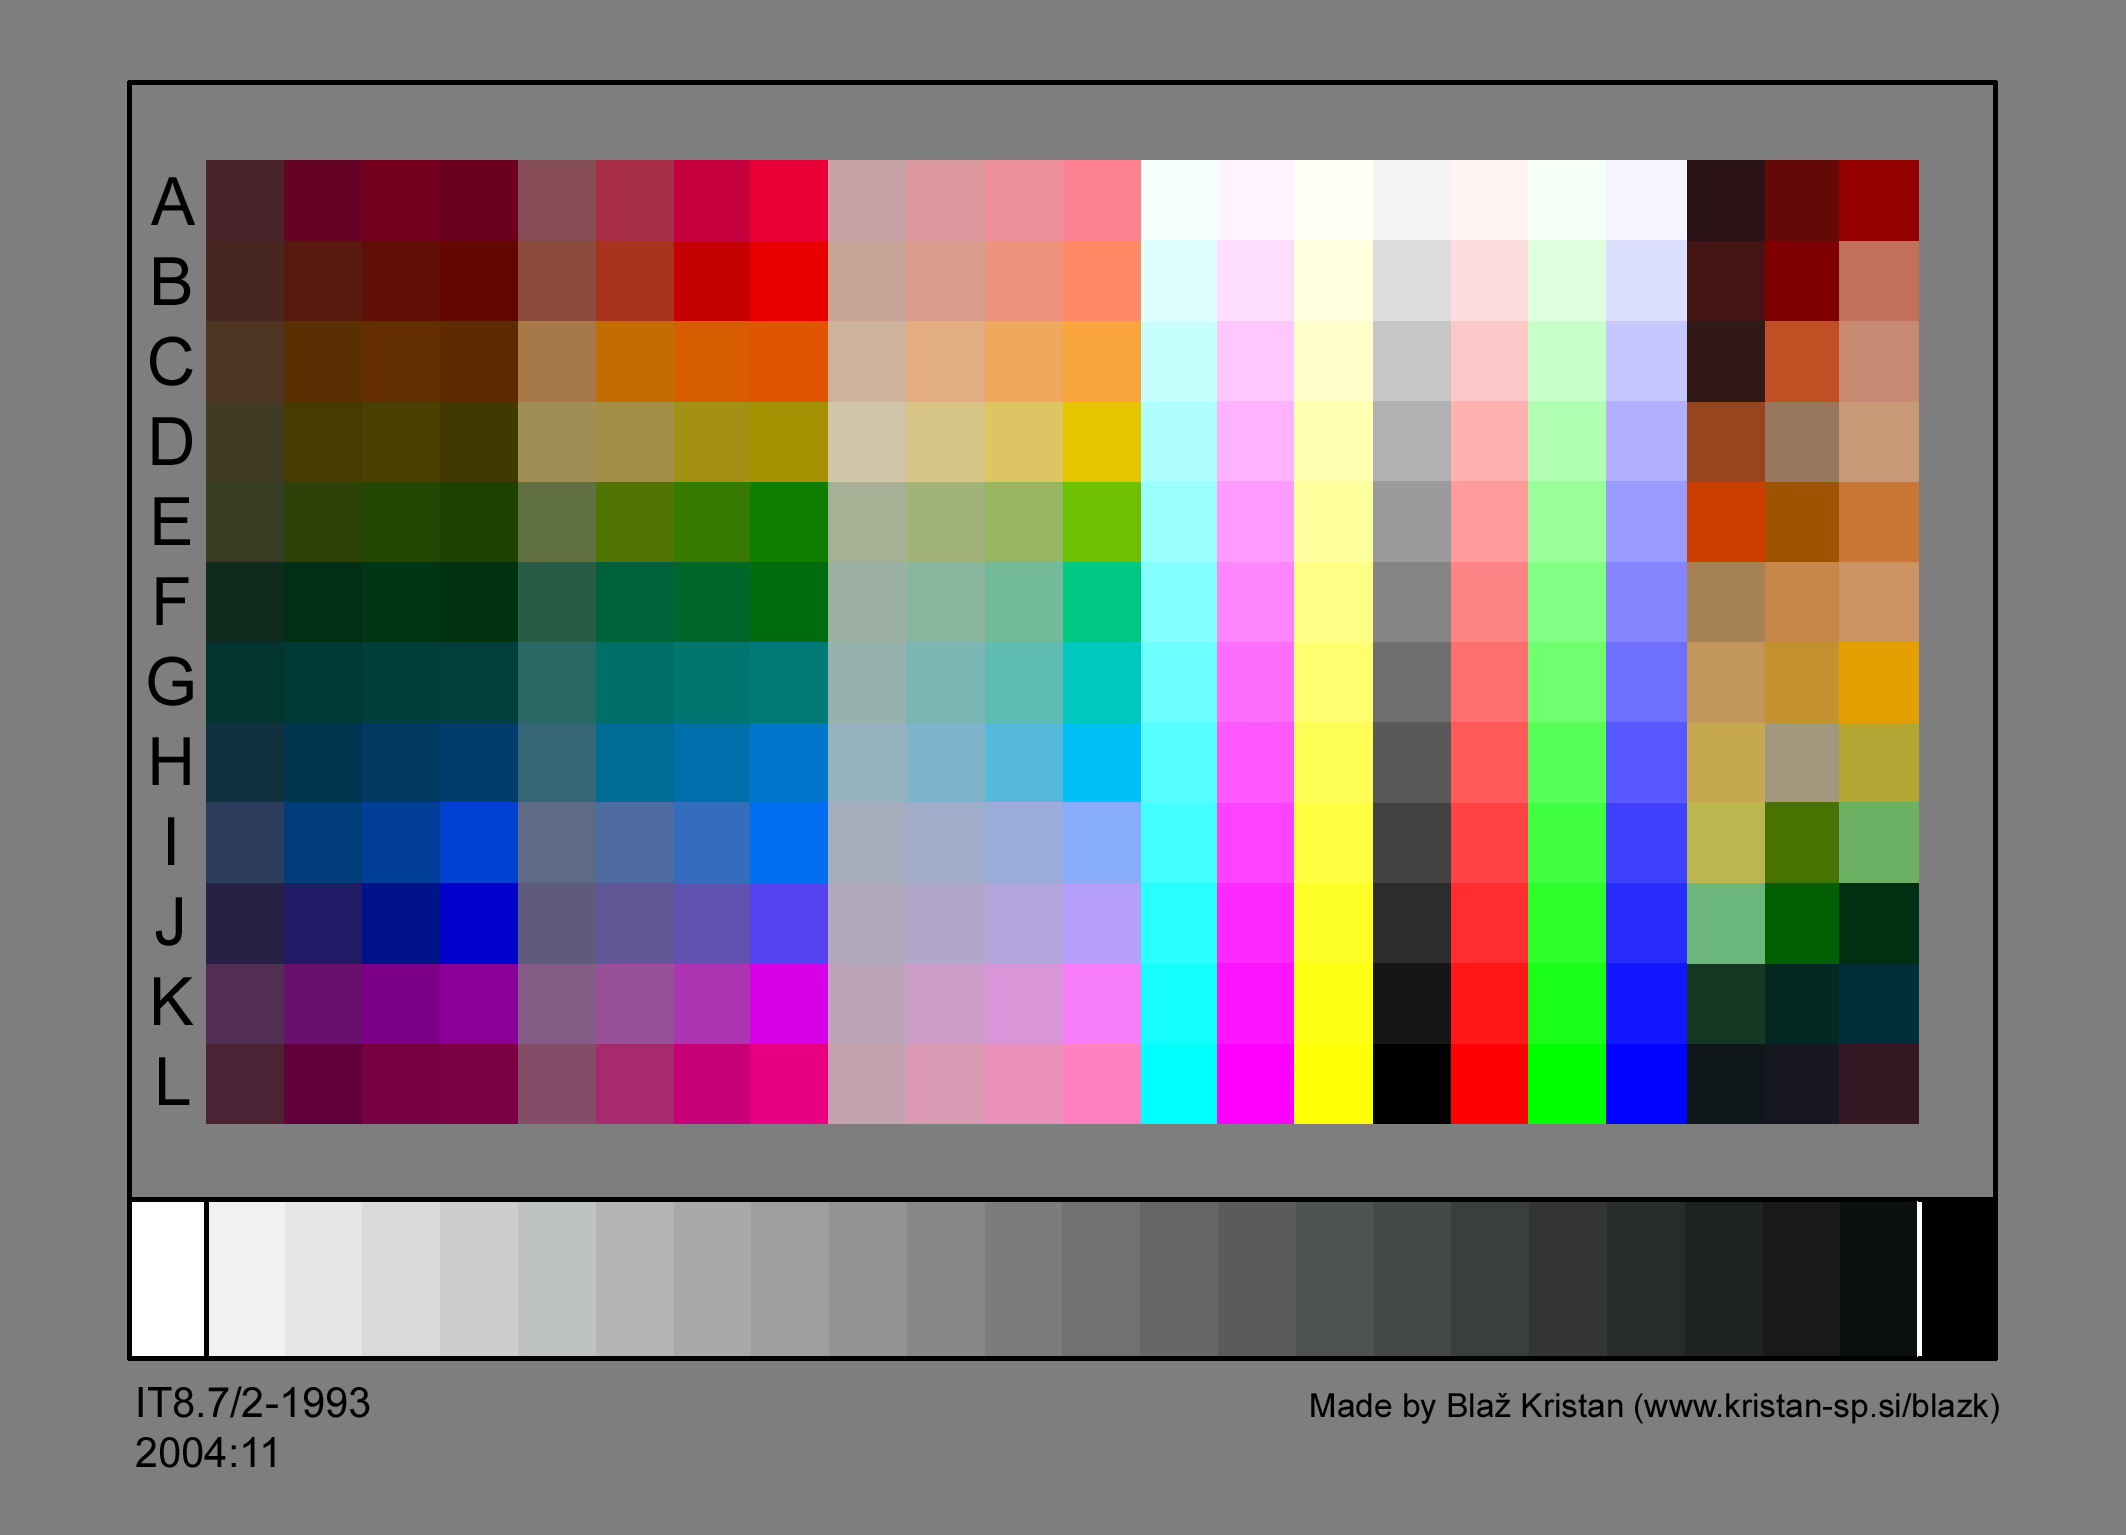 A
B
C
D
E
F
G
H
I
J
K
L
IT8.7/2-1993
2004:11
Made by Blaž Kristan (www.kristan-sp.si/blazk)